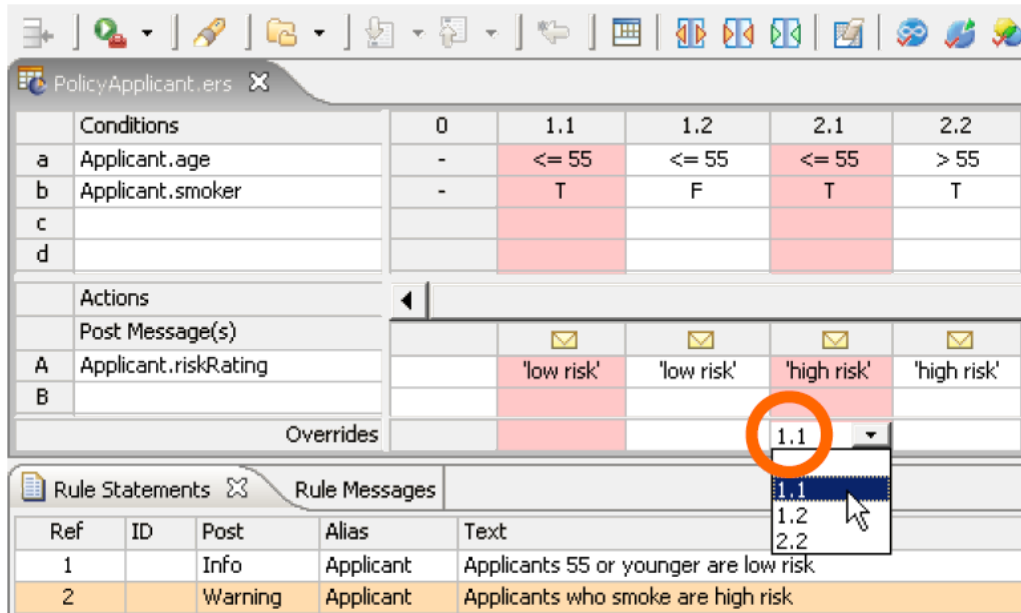 PolicyApplicant.ers
Conditions 0 1.1 1.2 2.1 2.2
a Applicant.age - <= 55 <= 55 <= 55 > 55
b Applicant.smoker - T F T T
c
d
Actions
Post Message(s)
A Applicant.riskRating 'low risk' 'low risk' 'high risk' 'high risk'
B
Overrides 1.1
1.1
1.2
2.2
Rule Statements Rule Messages
Ref ID Post Alias Text
1 Info Applicant Applicants 55 or younger are low risk
2 Warning Applicant Applicants who smoke are high risk